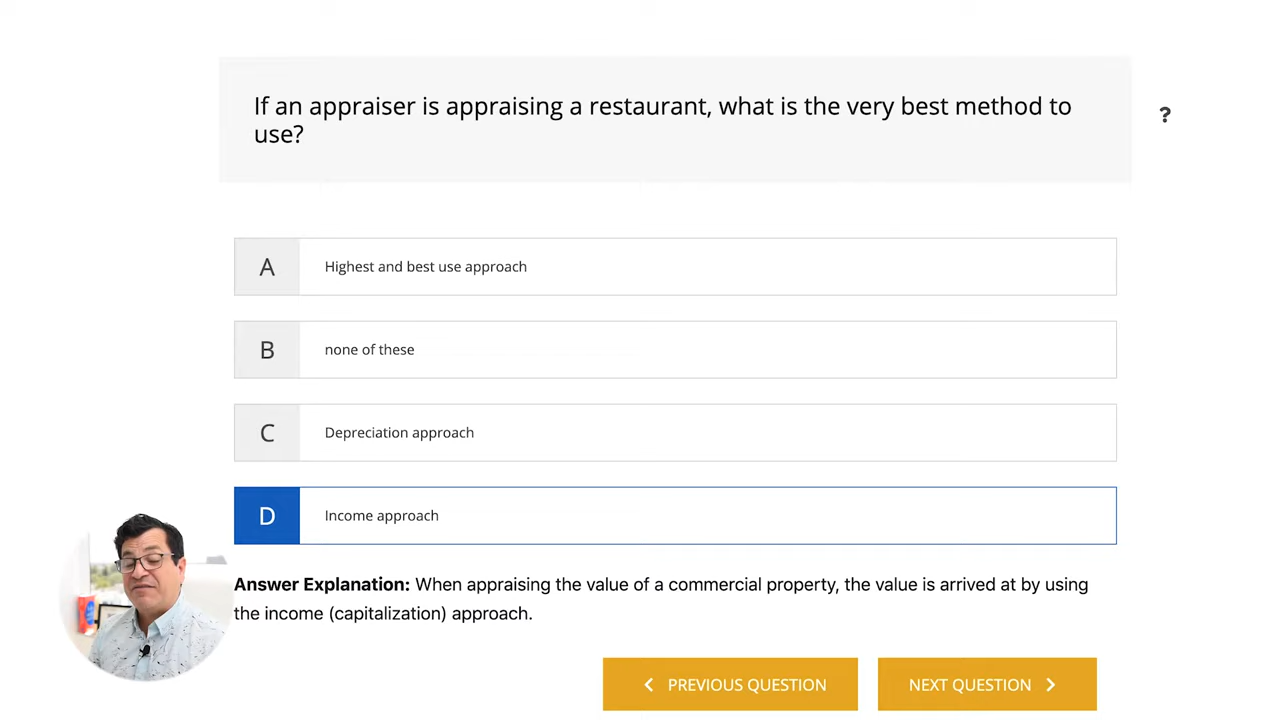 If an appraiser is appraising a restaurant, what is the very best method to
use?
?
A Highest and best use approach
B none of these
C Depreciation approach
D Income approach
Answer Explanation: When appraising the value of a commercial property, the value is arrived at by using
the income (capitalization) approach.
PREVIOUS QUESTION NEXT QUESTION